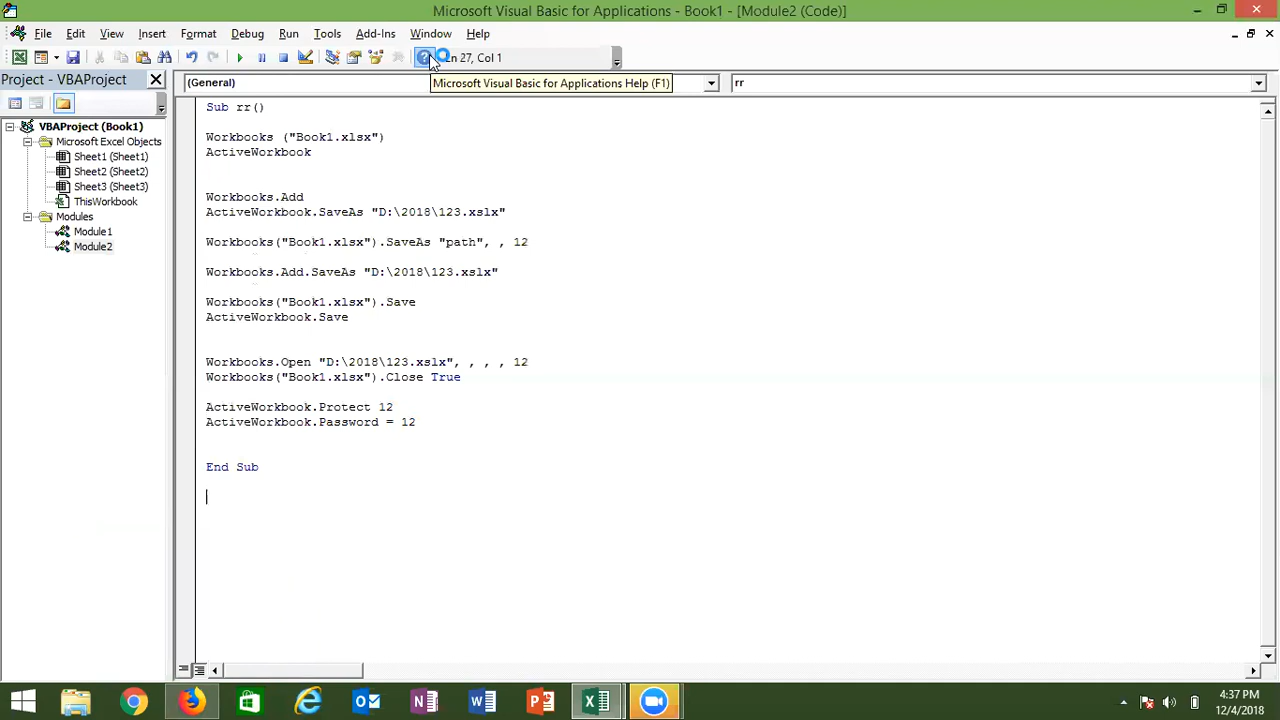 Microsoft Visual Basic for Applications - Book1 - [Module2 (Code)]
File Edit View Insert Format Debug Run Tools Add-Ins Window Help
Ln 27, Col 1
Microsoft Visual Basic for Applications Help (F1)
Project - VBAProject
(General)
rr
VBAProject (Book1)
Microsoft Excel Objects
Sheet1 (Sheet1)
Sheet2 (Sheet2)
Sheet3 (Sheet3)
ThisWorkbook
Modules
Module1
Module2
Sub rr()
Workbooks ("Book1.xlsx")
ActiveWorkbook
Workbooks.Add
ActiveWorkbook.SaveAs "D:\2018\123.xslx"
Workbooks("Book1.xlsx").SaveAs "path", , 12
Workbooks.Add.SaveAs "D:\2018\123.xslx"
Workbooks("Book1.xlsx").Save
ActiveWorkbook.Save
Workbooks.Open "D:\2018\123.xslx", , , , 12
Workbooks("Book1.xlsx").Close True
ActiveWorkbook.Protect 12
ActiveWorkbook.Password = 12
End Sub
4:37 PM
12/4/2018